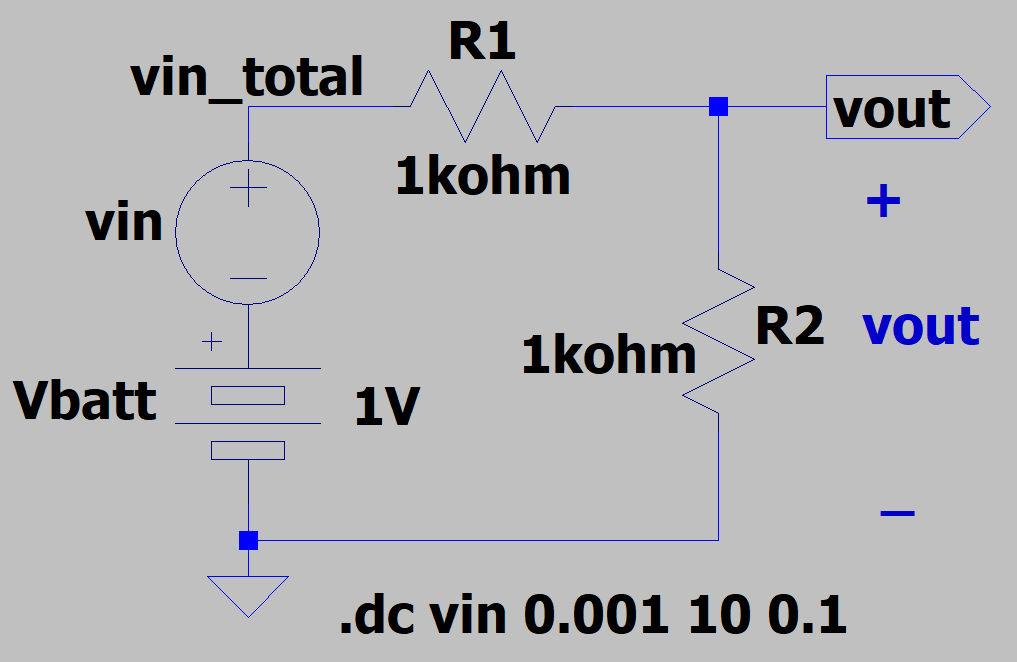 R1
vin_total
vout
1kohm
+
vin
R2
vout
1kohm
+
Vbatt
1V
–
.dc vin 0.001 10 0.1